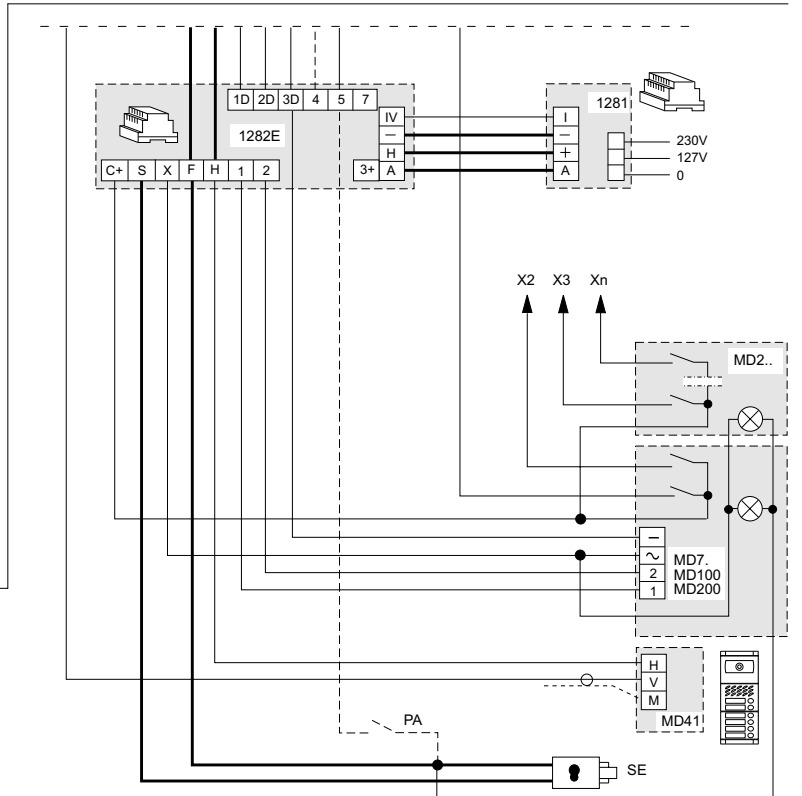 1D 2D 3D 4 5 7
1282E
IV
–
H
3+ A
C+ S X F H 1 2
1281
I
–
+
A
230V
127V
0
X2 X3 Xn
MD2..
–
~
2
1
MD7.
MD100
MD200
H
V
M
MD41
PA
SE